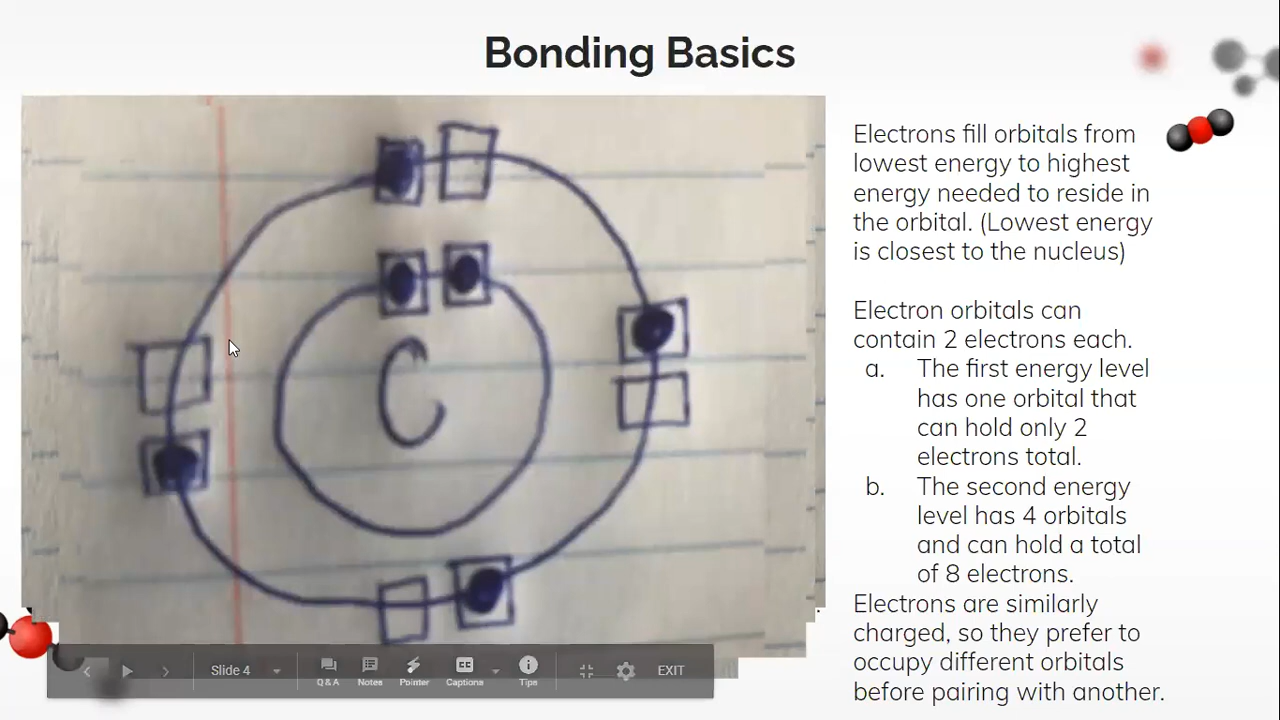 Bonding Basics
C
Electrons fill orbitals from
lowest energy to highest
energy needed to reside in
the orbital. (Lowest energy
is closest to the nucleus)
Electron orbitals can
contain 2 electrons each.
a. The first energy level
has one orbital that
can hold only 2
electrons total.
b. The second energy
level has 4 orbitals
and can hold a total
of 8 electrons.
Electrons are similarly
charged, so they prefer to
occupy different orbitals
before pairing with another.
Slide 4
Q&A
Notes
Pointer
CC
Captions
Tips
EXIT